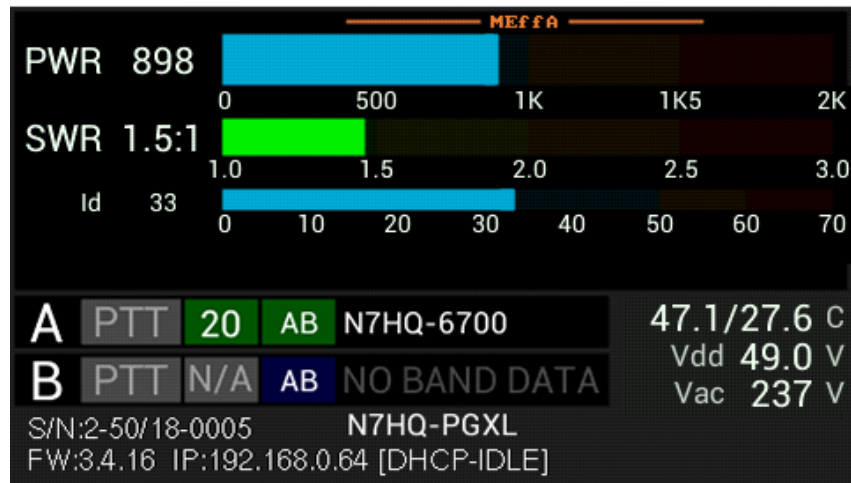 MEffA
PWR 898
0 500 1K 1K5 2K
SWR 1.5:1
1.0 1.5 2.0 2.5 3.0
Id 33
0 10 20 30 40 50 60 70
A PTT 20 AB N7HQ-6700
47.1/27.6 C
B PTT N/A AB NO BAND DATA
Vdd 49.0 V
Vac 237 V
S/N:2-50/18-0005 N7HQ-PGXL
FW:3.4.16 IP:192.168.0.64 [DHCP-IDLE]